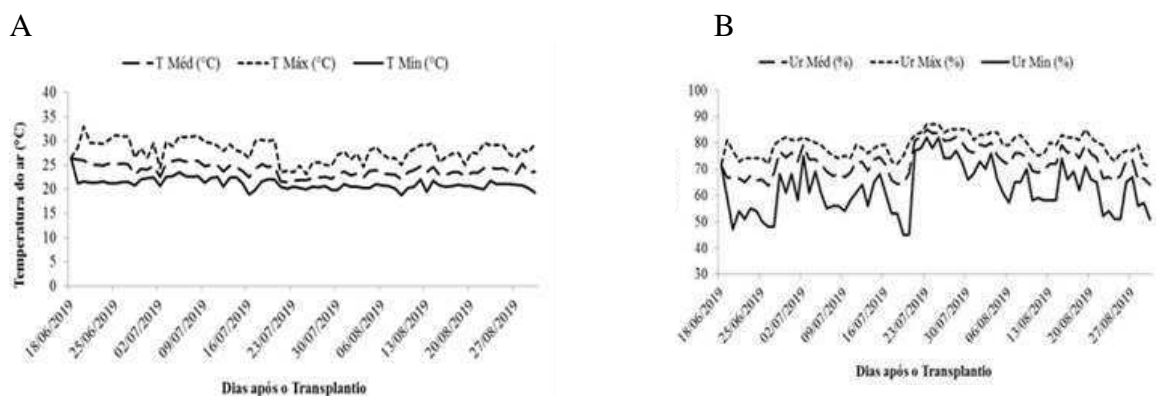 A
T Méd (°C) T Máx (°C) T Min (°C)
Temperatura do ar (°C)
40
35
30
25
20
15
10
5
0
18/06/2019 25/06/2019 02/07/2019 09/07/2019 16/07/2019 23/07/2019 30/07/2019 06/08/2019 13/08/2019 20/08/2019 27/08/2019
Dias após o Transplantio
B
Ur Méd (%) Ur Máx (%) Ur Min (%)
100
90
80
70
60
50
40
30
18/06/2019 25/06/2019 02/07/2019 09/07/2019 16/07/2019 23/07/2019 30/07/2019 06/08/2019 13/08/2019 20/08/2019 27/08/2019
Dias após o Transplantio